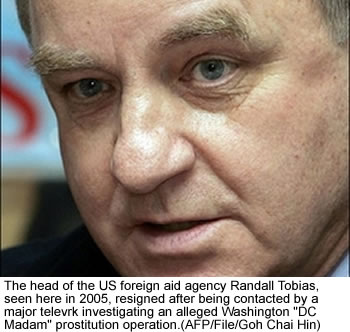 The head of the US foreign aid agency Randall Tobias,
seen here in 2005, resigned after being contacted by a
major televrk investigating an alleged Washington "DC
Madam" prostitution operation.(AFP/File/Goh Chai Hin)